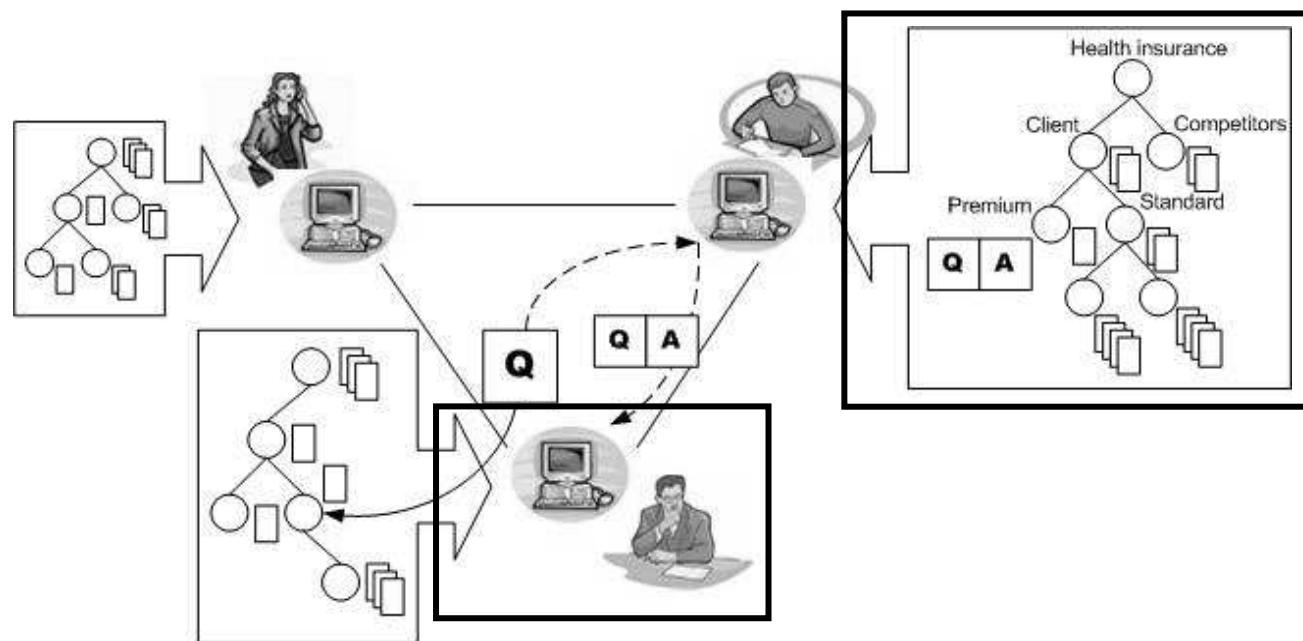 Health insurance
Client
Competitors
Premium
Standard
Q A
Q
Q A